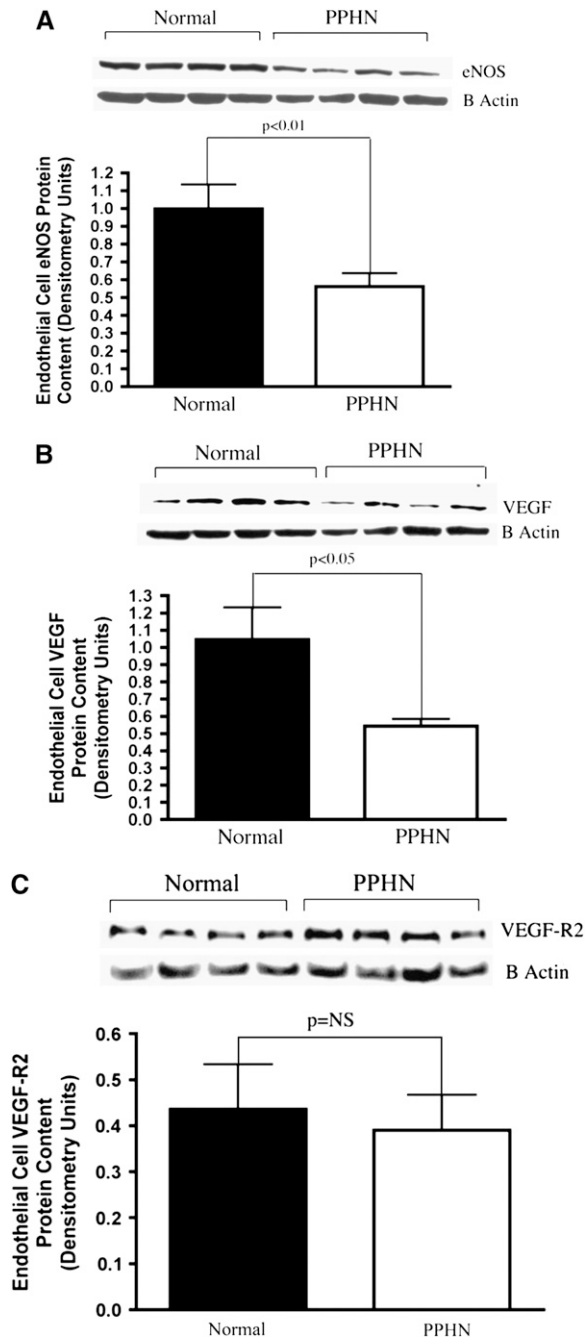 A
Normal PPHN
eNOS
B Actin
p<0.01
Endothelial Cell eNOS Protein
Content (Densitometry Units)
1.2
1.1
1.0
0.9
0.8
0.7
0.6
0.5
0.4
0.3
0.2
0.1
0.0
Normal PPHN
B
Normal PPHN
VEGF
B Actin
p<0.05
Endothelial Cell VEGF
Protein Content
(Densitometry Units)
1.3
1.2
1.1
1.0
0.9
0.8
0.7
0.6
0.5
0.4
0.3
0.2
0.1
0.0
Normal PPHN
C
Normal PPHN
VEGF-R2
B Actin
p=NS
Endothelial Cell VEGF-R2
Protein Content
(Densitometry Units)
0.6
0.5
0.4
0.3
0.2
0.1
0.0
Normal PPHN